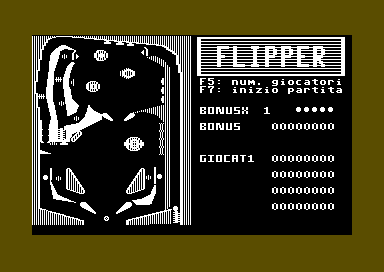 FLIPPER
F5: num. giocatori
F7: inizio partita
BONUSX 1 ●●●●●
BONUS 00000000
GIOCAT1 00000000
00000000
00000000
00000000